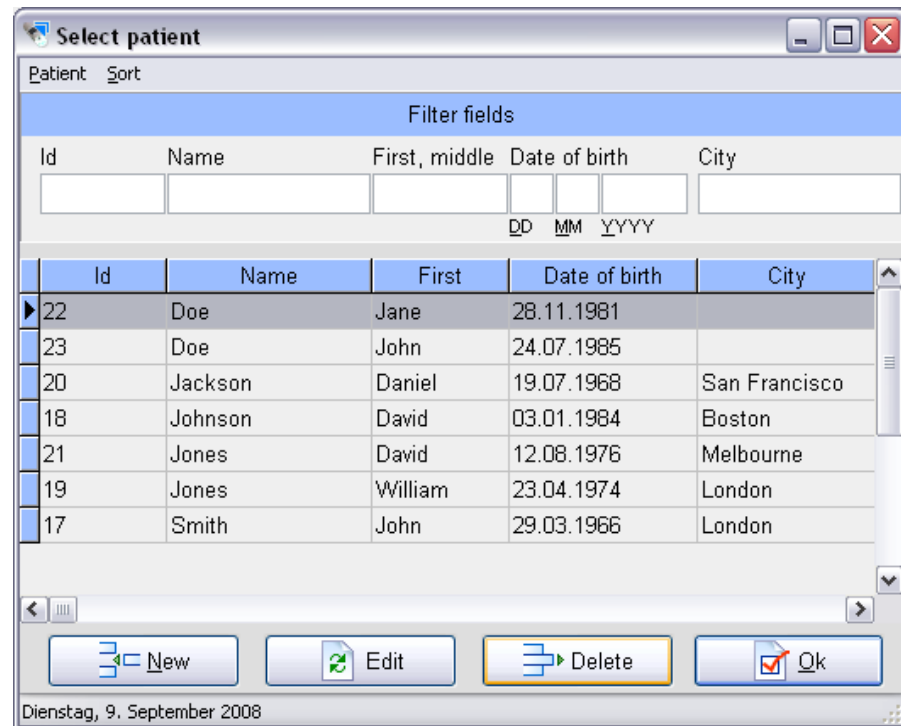 Select patient
Patient Sort
Filter fields
Id Name First, middle Date of birth City
DD MM YYYY
Id Name First Date of birth City
22 Doe Jane 28.11.1981
23 Doe John 24.07.1985
20 Jackson Daniel 19.07.1968 San Francisco
18 Johnson David 03.01.1984 Boston
21 Jones David 12.08.1976 Melbourne
19 Jones William 23.04.1974 London
17 Smith John 29.03.1966 London
New Edit Delete Ok
Dienstag, 9. September 2008